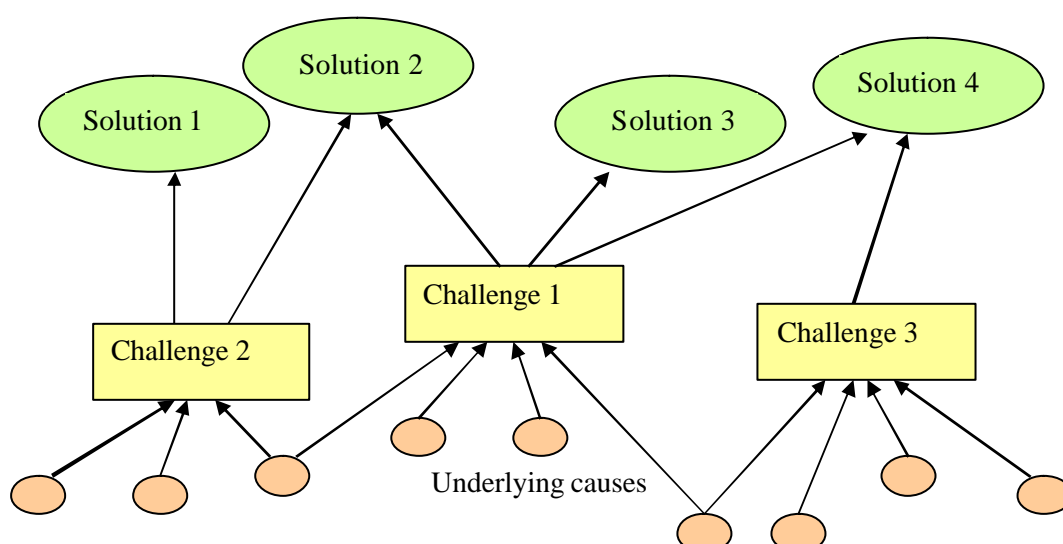 Solution 1
Solution 2
Solution 3
Solution 4
Challenge 2
Challenge 1
Challenge 3
Underlying causes